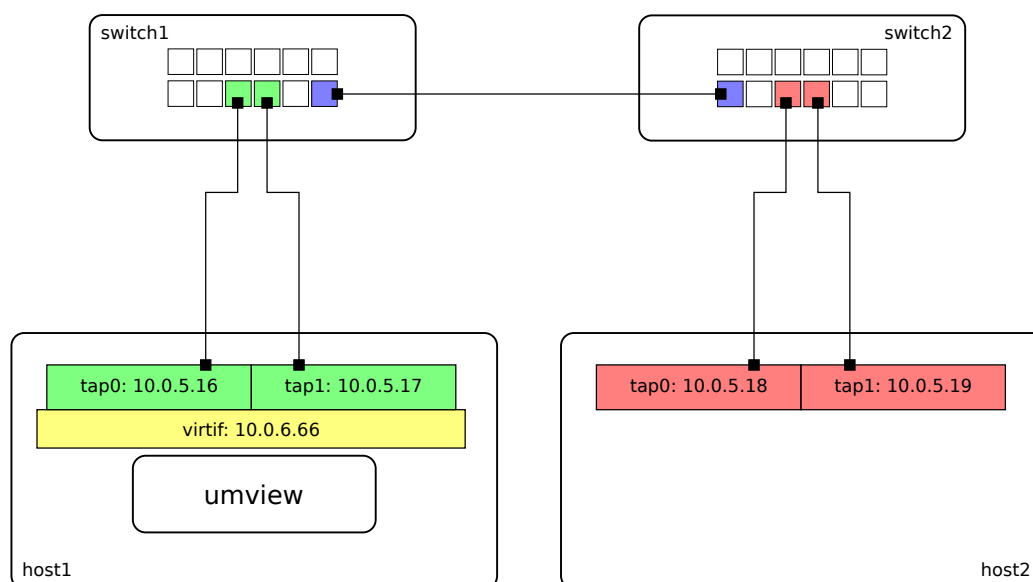 switch1
switch2
tap0: 10.0.5.16
tap1: 10.0.5.17
tap0: 10.0.5.18
tap1: 10.0.5.19
virtif: 10.0.6.66
umview
host1
host2